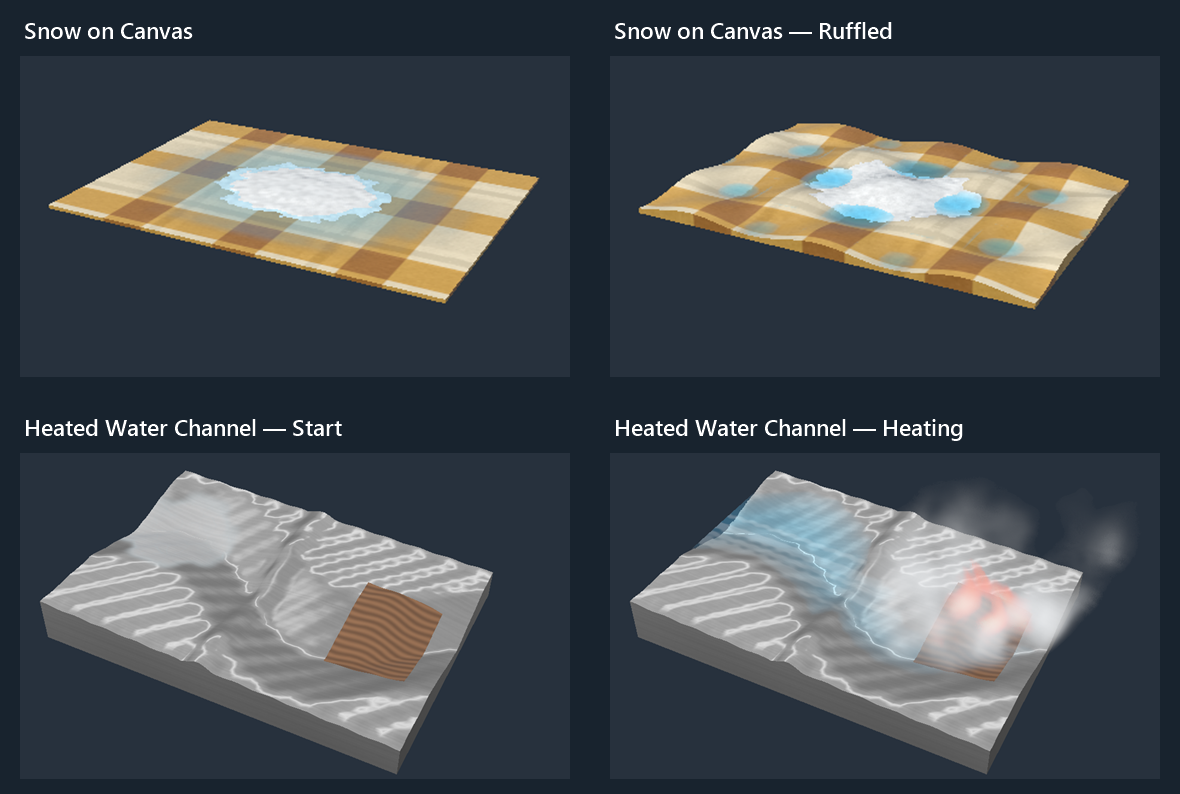 Snow on Canvas
Snow on Canvas — Ruffled
Heated Water Channel — Start
Heated Water Channel — Heating